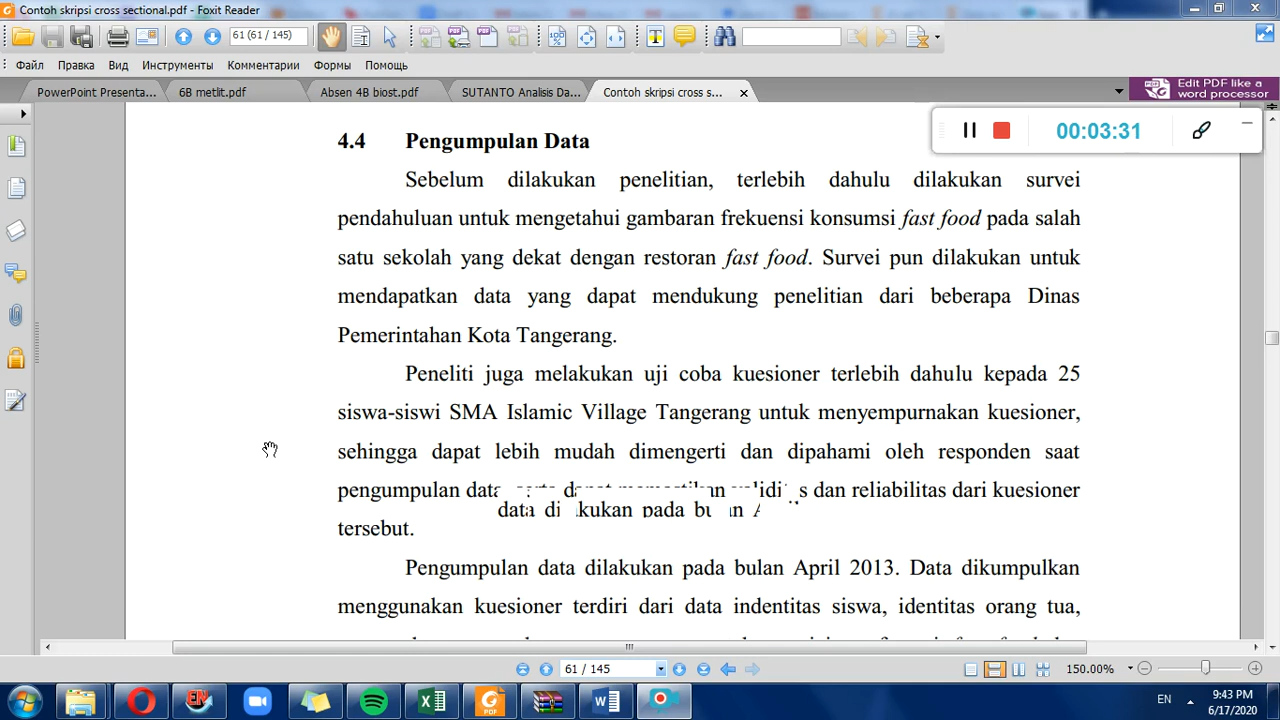 Contoh skripsi cross sectional.pdf - Foxit Reader
61 (61 / 145)
Файл Правка Вид Инструменты Комментарии Формы Помощь
PowerPoint Presenta... 6B metlit.pdf Absen 4B biost.pdf SUTANTO Analisis Da... Contoh skripsi cross s...
Edit PDF like a
word processor
00:03:31
4.4 Pengumpulan Data
Sebelum dilakukan penelitian, terlebih dahulu dilakukan survei
pendahuluan untuk mengetahui gambaran frekuensi konsumsi fast food pada salah
satu sekolah yang dekat dengan restoran fast food. Survei pun dilakukan untuk
mendapatkan data yang dapat mendukung penelitian dari beberapa Dinas
Pemerintahan Kota Tangerang.
Peneliti juga melakukan uji coba kuesioner terlebih dahulu kepada 25
siswa-siswi SMA Islamic Village Tangerang untuk menyempurnakan kuesioner,
sehingga dapat lebih mudah dimengerti dan dipahami oleh responden saat
pengumpulan dan reliabilitas dari kuesioner
data pada
tersebut.
Pengumpulan data dilakukan pada bulan April 2013. Data dikumpulkan
menggunakan kuesioner terdiri dari data indentitas siswa, identitas orang tua,
61 / 145
150.00%
EN
9:43 PM
6/17/2020